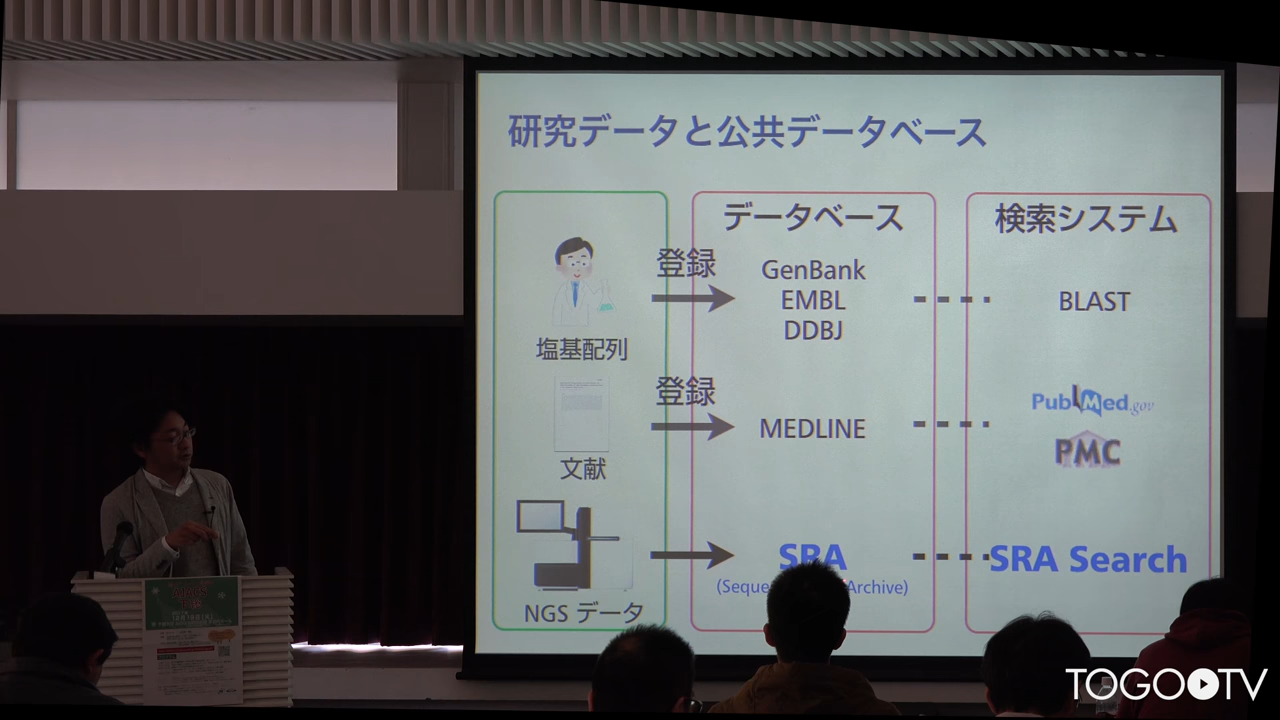 研究データと公共データベース
データベース
検索システム
登録
GenBank
EMBL
DDBJ
BLAST
塩基配列
登録
MEDLINE
PubMed.gov
PMC
文献
SRA
SRA Search
Archive)
NGS データ
TOGOTV